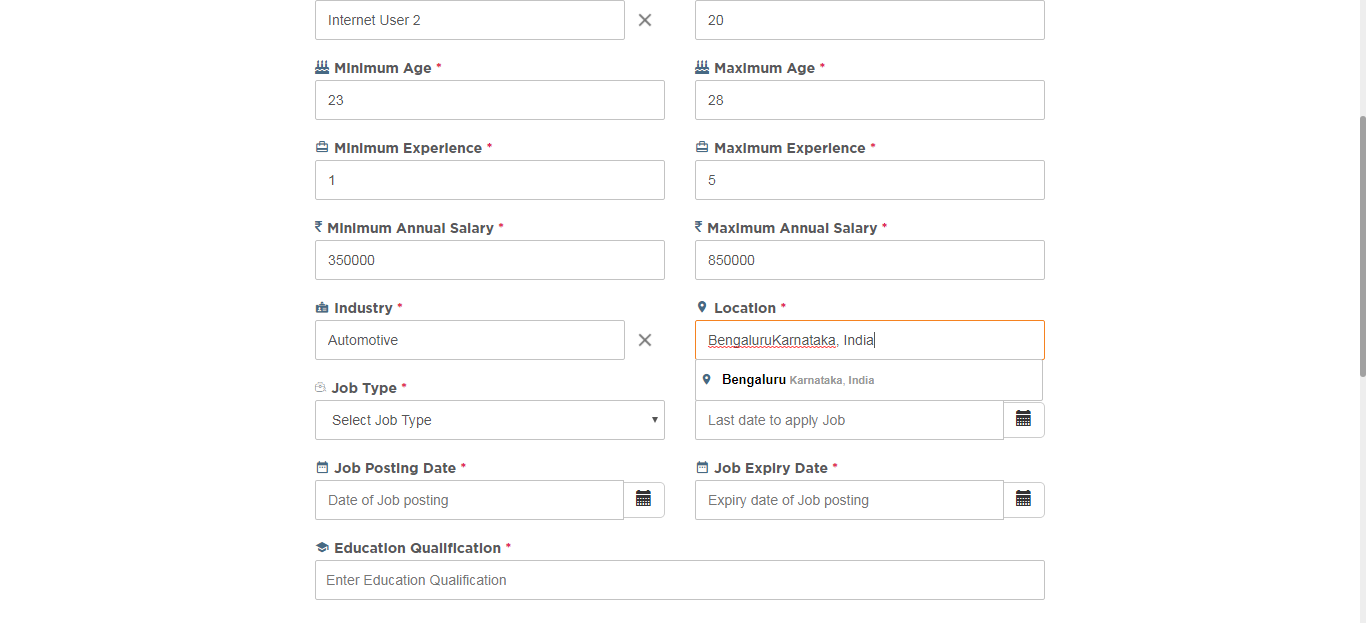 Internet User 2
20
Minimum Age *
Maximum Age *
23
28
Minimum Experience *
Maximum Experience *
1
5
₹ Minimum Annual Salary *
₹ Maximum Annual Salary *
350000
850000
Industry *
Location *
Automotive
BengaluruKarnataka, India
Bengaluru Karnataka, India
Job Type *
Select Job Type
Last date to apply Job
Job Posting Date *
Job Expiry Date *
Date of Job posting
Expiry date of Job posting
Education Qualification *
Enter Education Qualification